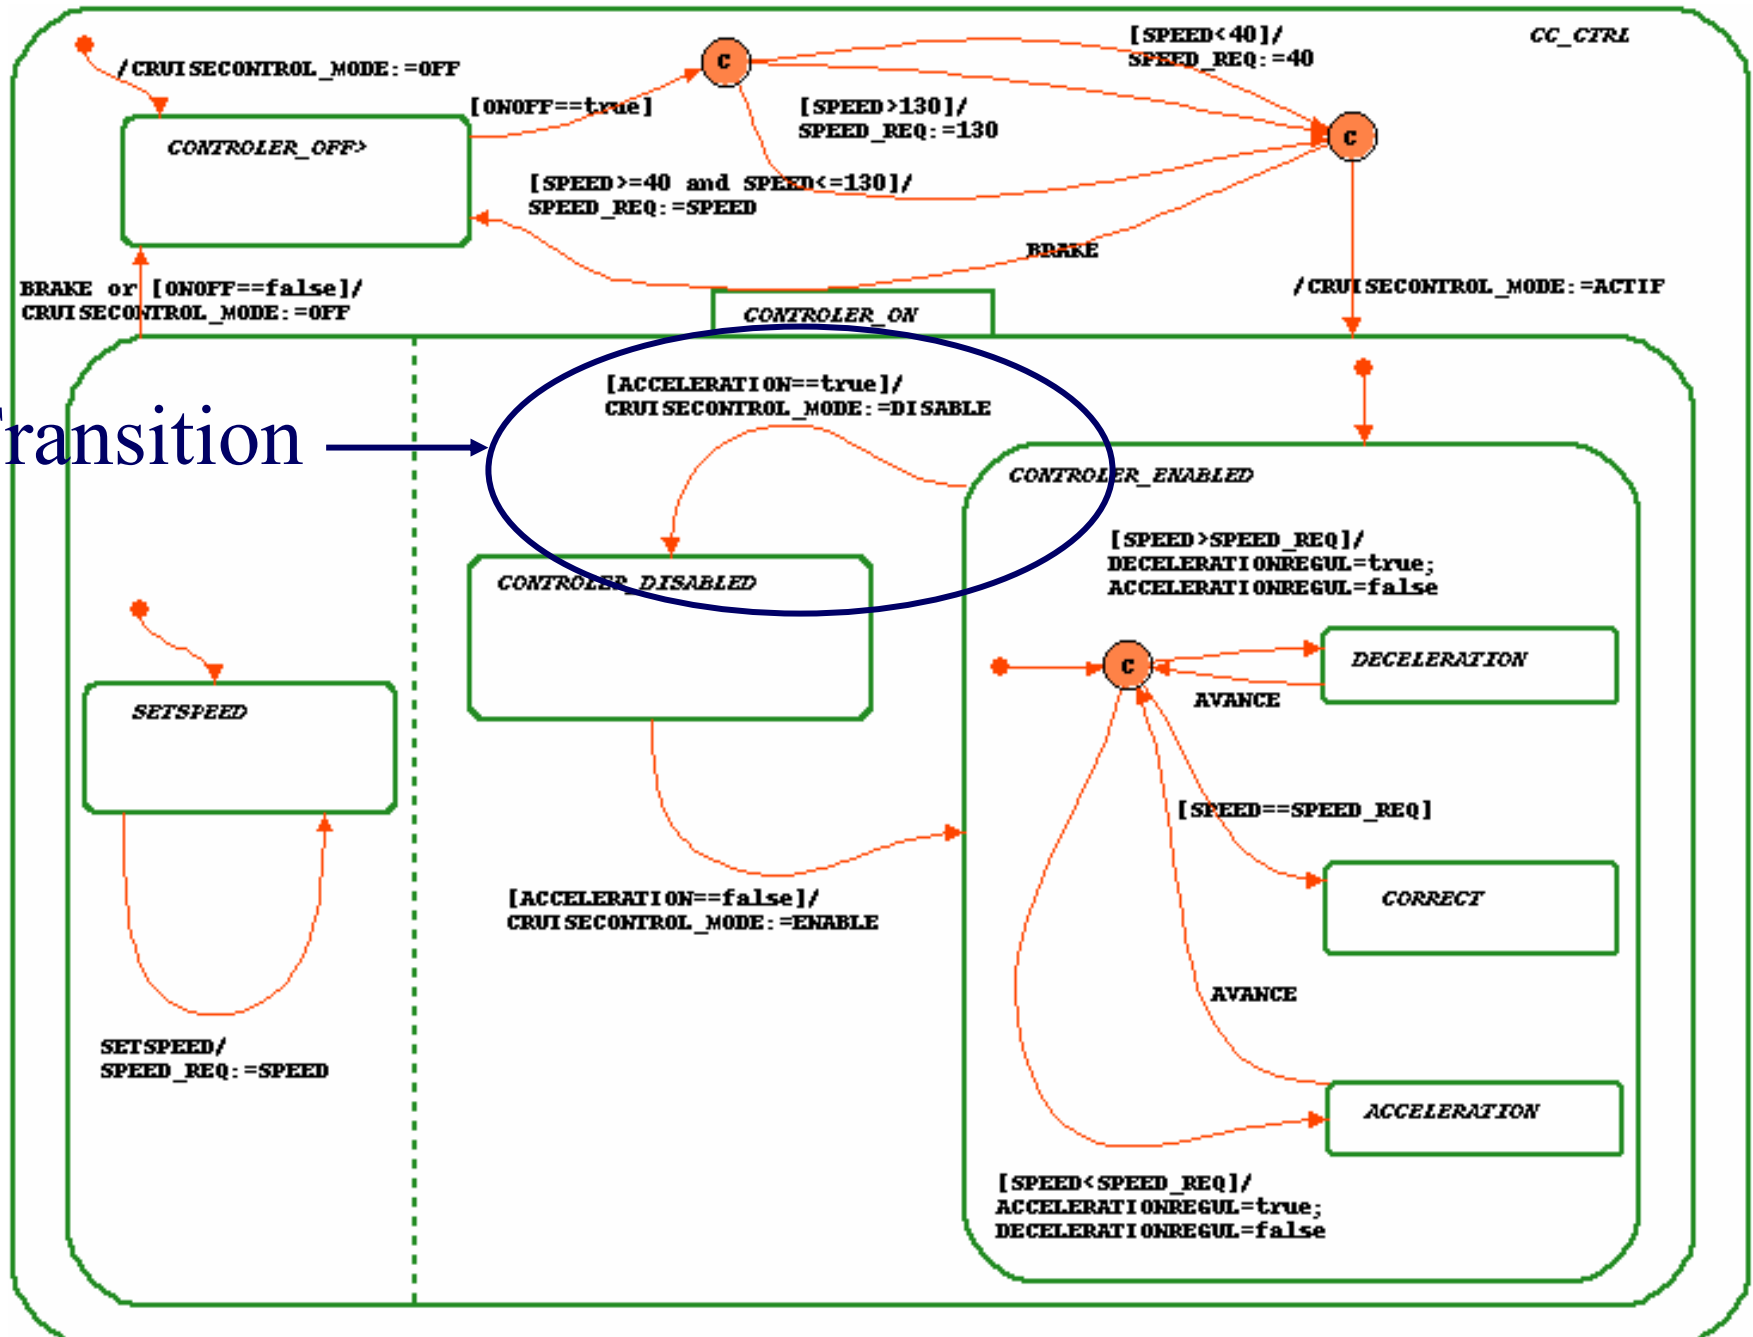 [SPEED<40]/
SPEED_REQ:=40
CC_CTRL
/CRUISECONTROL_MODE:=OFF
C
[ONOFF==true]
[SPEED>130]/
SPEED_REQ:=130
C
CONTROLER_OFF>
[SPEED>=40 and SPEED<=130]/
SPEED_REQ:=SPEED
BRAKE
BRAKE or [ONOFF==false]/
CRUISECONTROL_MODE:=OFF
/CRUISECONTROL_MODE:=ACTIF
CONTROLER_ON
[ACCELERATION==true]/
CRUISECONTROL_MODE:=DISABLE
ransition
CONTROLER_ENABLED
[SPEED>SPEED_REQ]/
DECELERATIONREGUL=true;
ACCELERATIONREGUL=false
CONTROLER_DISABLED
C
DECELERATION
AVANCE
SETSPEED
[SPEED==SPEED_REQ]
[ACCELERATION==false]/
CRUISECONTROL_MODE:=ENABLE
CORRECT
AVANCE
SETSPEED/
SPEED_REQ:=SPEED
ACCELERATION
[SPEED<SPEED_REQ]/
ACCELERATIONREGUL=true;
DECELERATIONREGUL=false